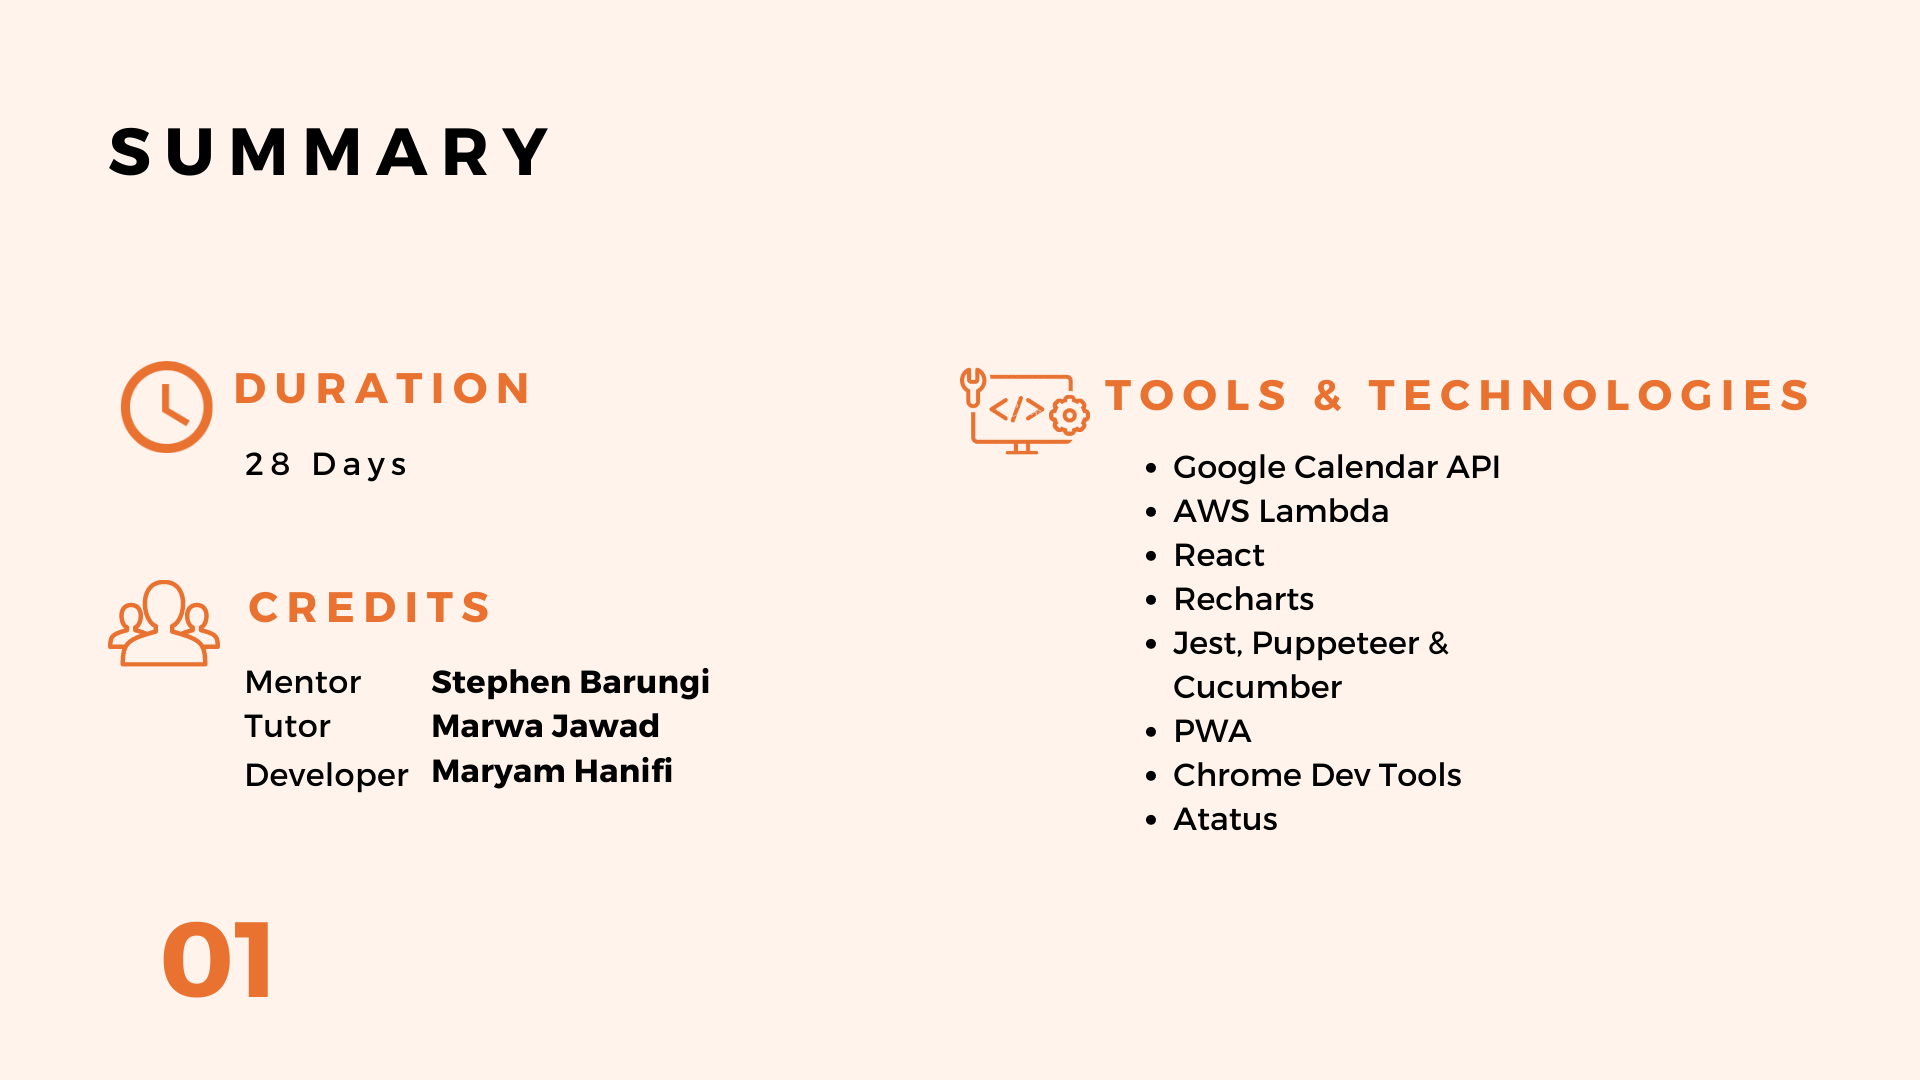 SUMMARY
DURATION
28 Days
CREDITS
Mentor Stephen Barungi
Tutor Marwa Jawad
Developer Maryam Hanifi
01
</>
TOOLS & TECHNOLOGIES
• Google Calendar API
• AWS Lambda
• React
• Recharts
• Jest, Puppeteer &
Cucumber
• PWA
• Chrome Dev Tools
• Atatus